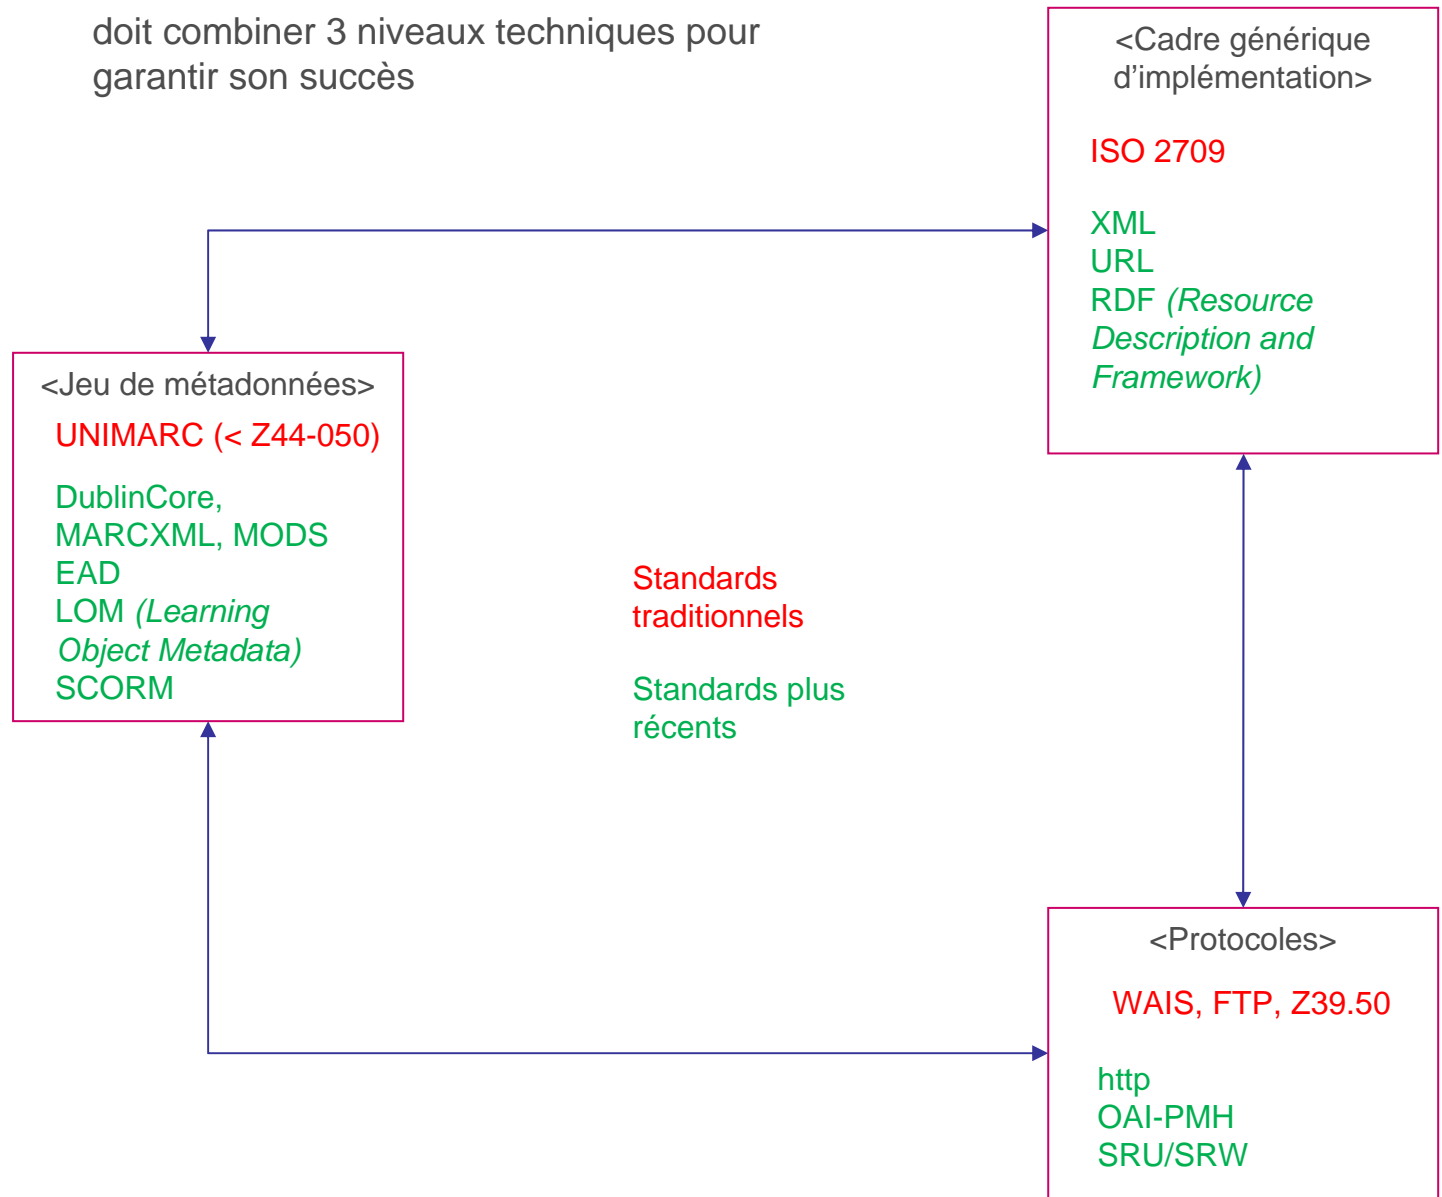 doit combiner 3 niveaux techniques pour
garantir son succès
<Cadre générique
d’implémentation>
ISO 2709
XML
URL
RDF (Resource
Description and
Framework)
<Jeu de métadonnées>
UNIMARC (< Z44-050)
DublinCore,
MARCXML, MODS
EAD
LOM (Learning
Object Metadata)
SCORM
Standards
traditionnels
Standards plus
récents
<Protocoles>
WAIS, FTP, Z39.50
http
OAI-PMH
SRU/SRW